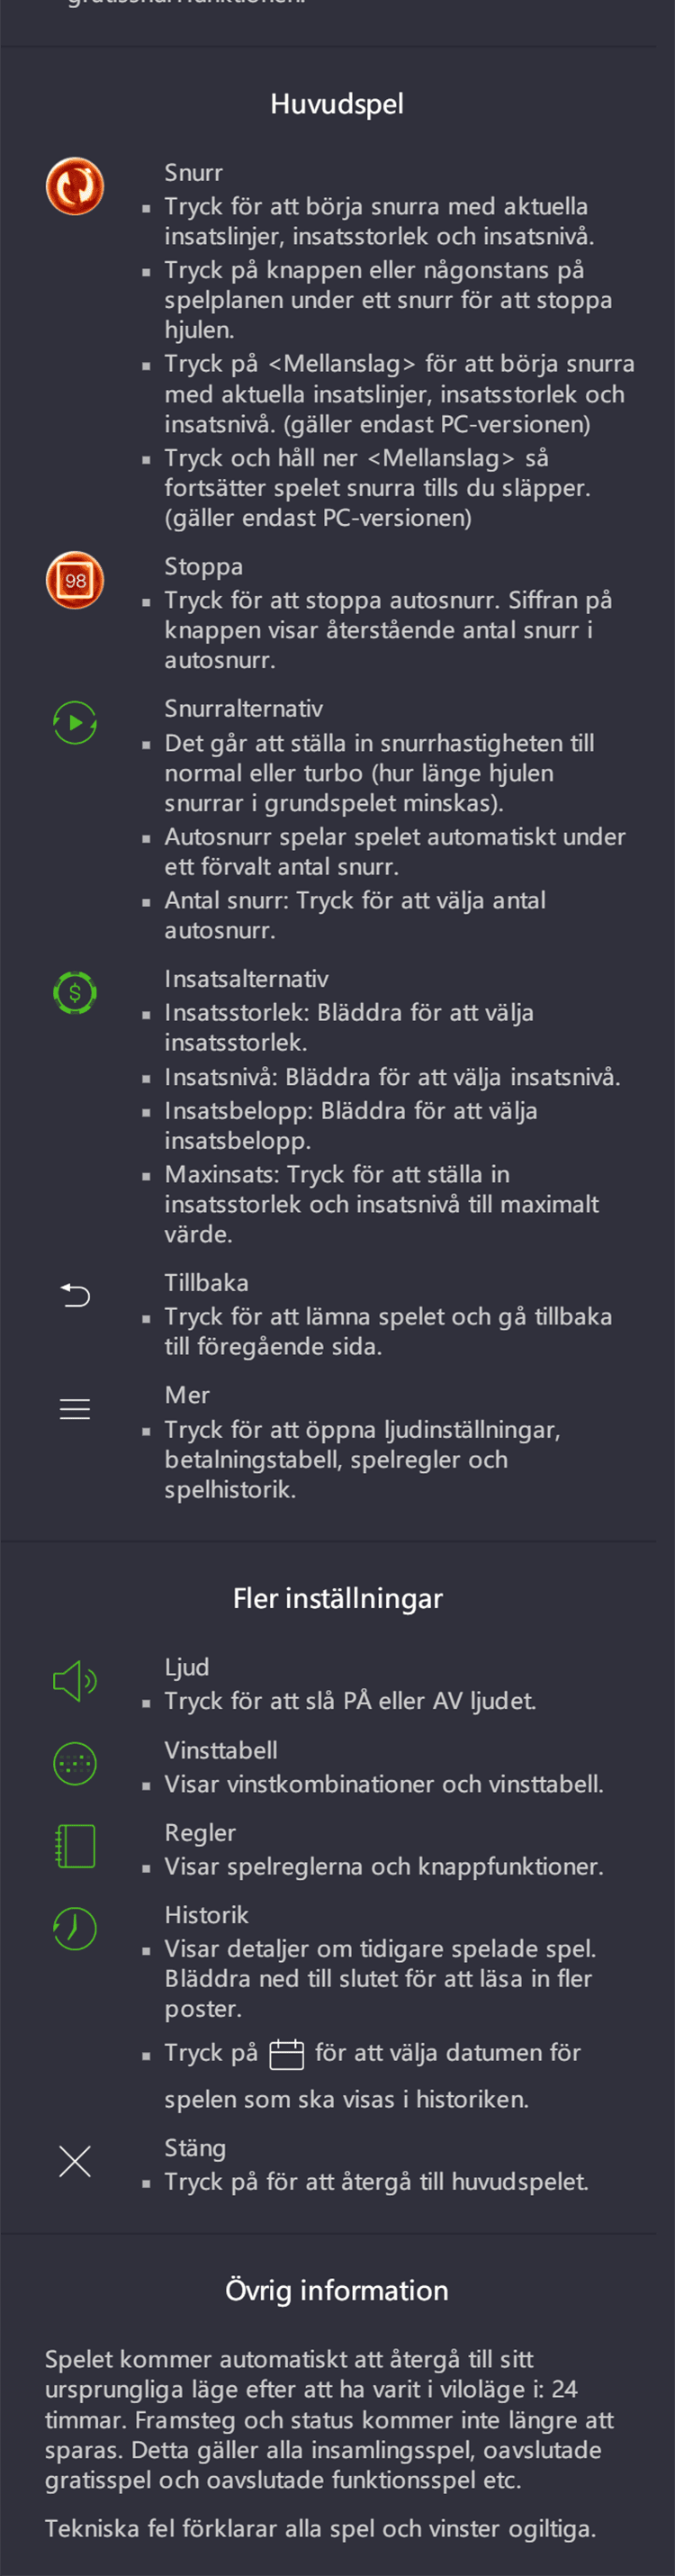 Huvudspel
Snurr
▪ Tryck för att börja snurra med aktuella
insatslinjer, insatsstorlek och insatsnivå.
▪ Tryck på knappen eller någonstans på
spelplanen under ett snurr för att stoppa
hjulen.
▪ Tryck på <Mellanslag> för att börja snurra
med aktuella insatslinjer, insatsstorlek och
insatsnivå. (gäller endast PC-versionen)
▪ Tryck och håll ner <Mellanslag> så
fortsätter spelet snurra tills du släpper.
(gäller endast PC-versionen)
98
Stoppa
▪ Tryck för att stoppa autosnurr. Siffran på
knappen visar återstående antal snurr i
autosnurr.
Snurralternativ
▪ Det går att ställa in snurrhastigheten till
normal eller turbo (hur länge hjulen
snurrar i grundspelet minskas).
▪ Autosnurr spelar spelet automatiskt under
ett förvalt antal snurr.
▪ Antal snurr: Tryck för att välja antal
autosnurr.
$
Insatsalternativ
▪ Insatsstorlek: Bläddra för att välja
insatsstorlek.
▪ Insatsnivå: Bläddra för att välja insatsnivå.
▪ Insatsbelopp: Bläddra för att välja
insatsbelopp.
▪ Maxinsats: Tryck för att ställa in
insatsstorlek och insatsnivå till maximalt
värde.
Tillbaka
▪ Tryck för att lämna spelet och gå tillbaka
till föregående sida.
Mer
▪ Tryck för att öppna ljudinställningar,
betalningstabell, spelregler och
spelhistorik.
Fler inställningar
Ljud
▪ Tryck för att slå PÅ eller AV ljudet.
Vinsttabell
▪ Visar vinstkombinationer och vinsttabell.
Regler
▪ Visar spelreglerna och knappfunktioner.
Historik
▪ Visar detaljer om tidigare spelade spel.
Bläddra ned till slutet för att läsa in fler
poster.
▪ Tryck på för att välja datumen för
spelen som ska visas i historiken.
Stäng
▪ Tryck på för att återgå till huvudspelet.
Övrig information
Spelet kommer automatiskt att återgå till sitt
ursprungliga läge efter att ha varit i viloläge i: 24
timmar. Framsteg och status kommer inte längre att
sparas. Detta gäller alla insamlingsspel, oavslutade
gratisspel och oavslutade funktionsspel etc.
Tekniska fel förklarar alla spel och vinster ogiltiga.